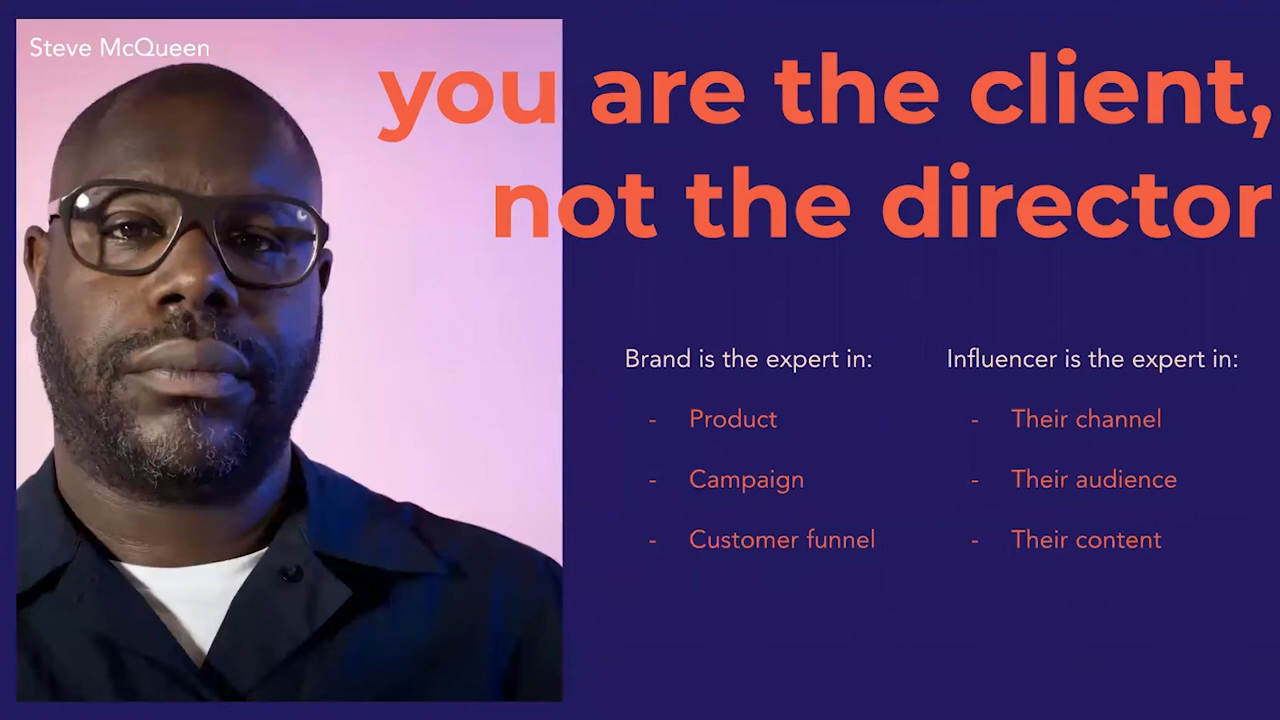 Steve McQueen
you are the client,
not the director
Brand is the expert in:
- Product
- Campaign
- Customer funnel
Influencer is the expert in:
- Their channel
- Their audience
- Their content